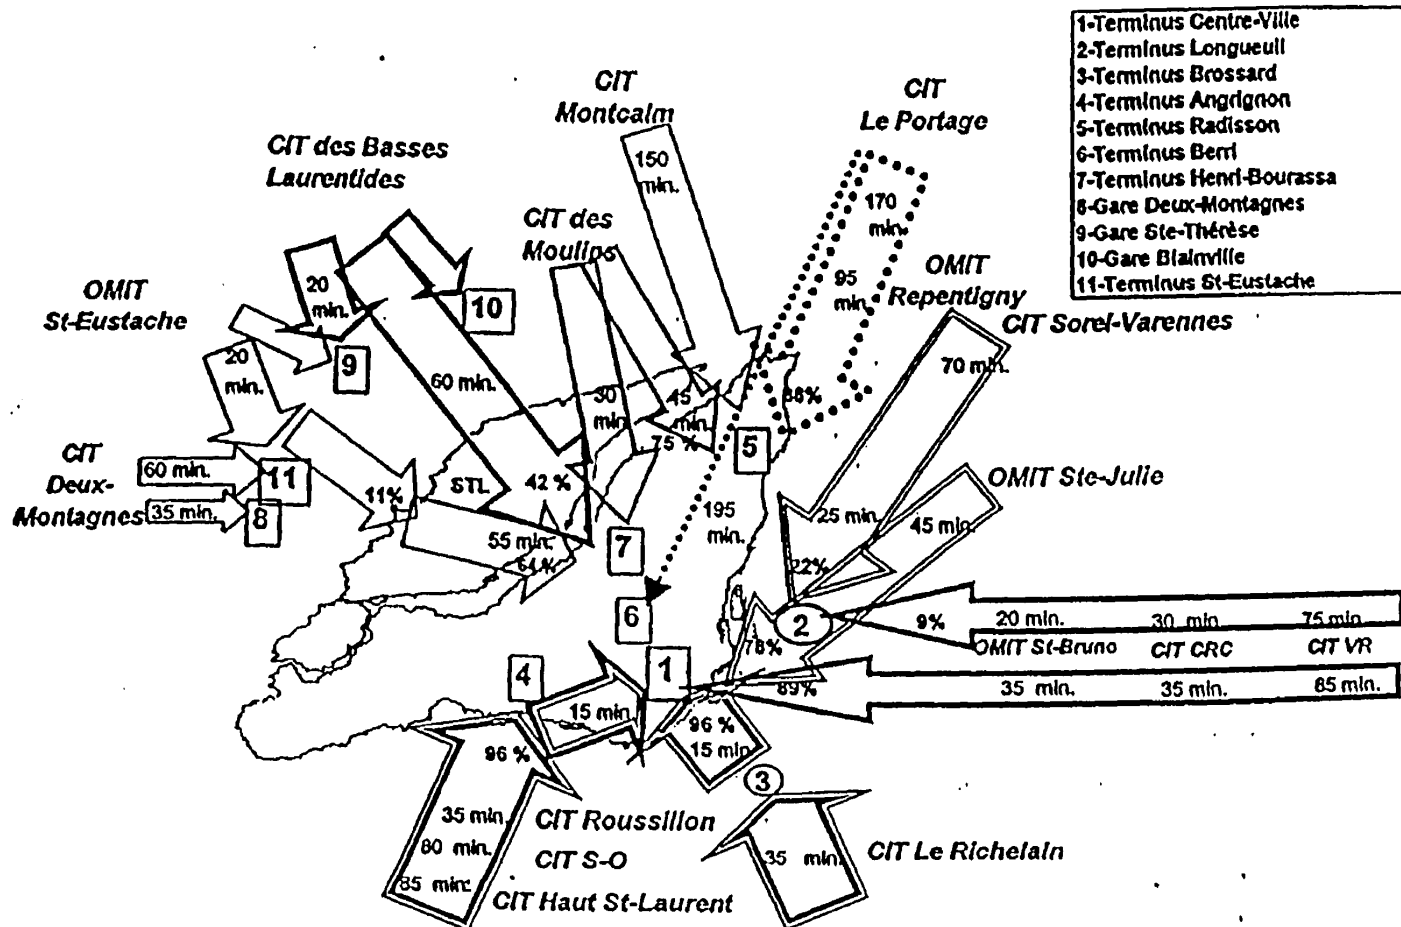 1-Terminus Centre-Ville
2-Terminus Longueuil
3-Terminus Brossard
4-Terminus Angrignon
5-Terminus Radisson
6-Terminus Berri
7-Terminus Henri-Bourassa
8-Gare Deux-Montagnes
9-Gare Ste-Thérèse
10-Gare Blainville
11-Terminus St-Eustache
CIT
Montcalm
CIT
Le Portage
CIT des Basses
Laurentides
150
min.
170
min.
CIT des
Moulins
OMIT
Repentigny
95
min.
OMIT
St-Eustache
20
min.
10
CIT Sorel-Varennes
20
min.
9
60 min.
30
min.
45
min.
88%
70 min.
75 %
5
CIT
Deux-
Montagnes
60 min.
35 min.
11
8
11%
STL
42 %
OMIT Ste-Julie
195
min.
25 min.
45 min.
55 min.
7
22%
6
2
9%
20 min.
30 min.
75 min
78%
OMIT St-Bruno
CIT CRC
CIT VR
4
1
89%
35 min.
35 min.
85 min.
15 min
96 %
15 min
96 %
3
35 min.
80 min.
85 min.
CIT Roussillon
CIT S-O
CIT Haut St-Laurent
35 min.
CIT Le Richelain